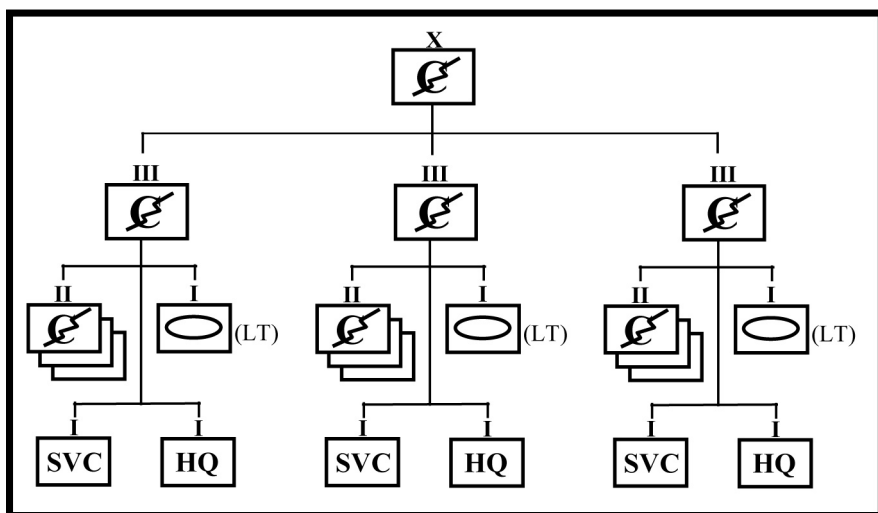 X
C
III III III
C C C
II I II I II I
C (LT) C (LT) C (LT)
I I I I I I
SVC HQ SVC HQ SVC HQ